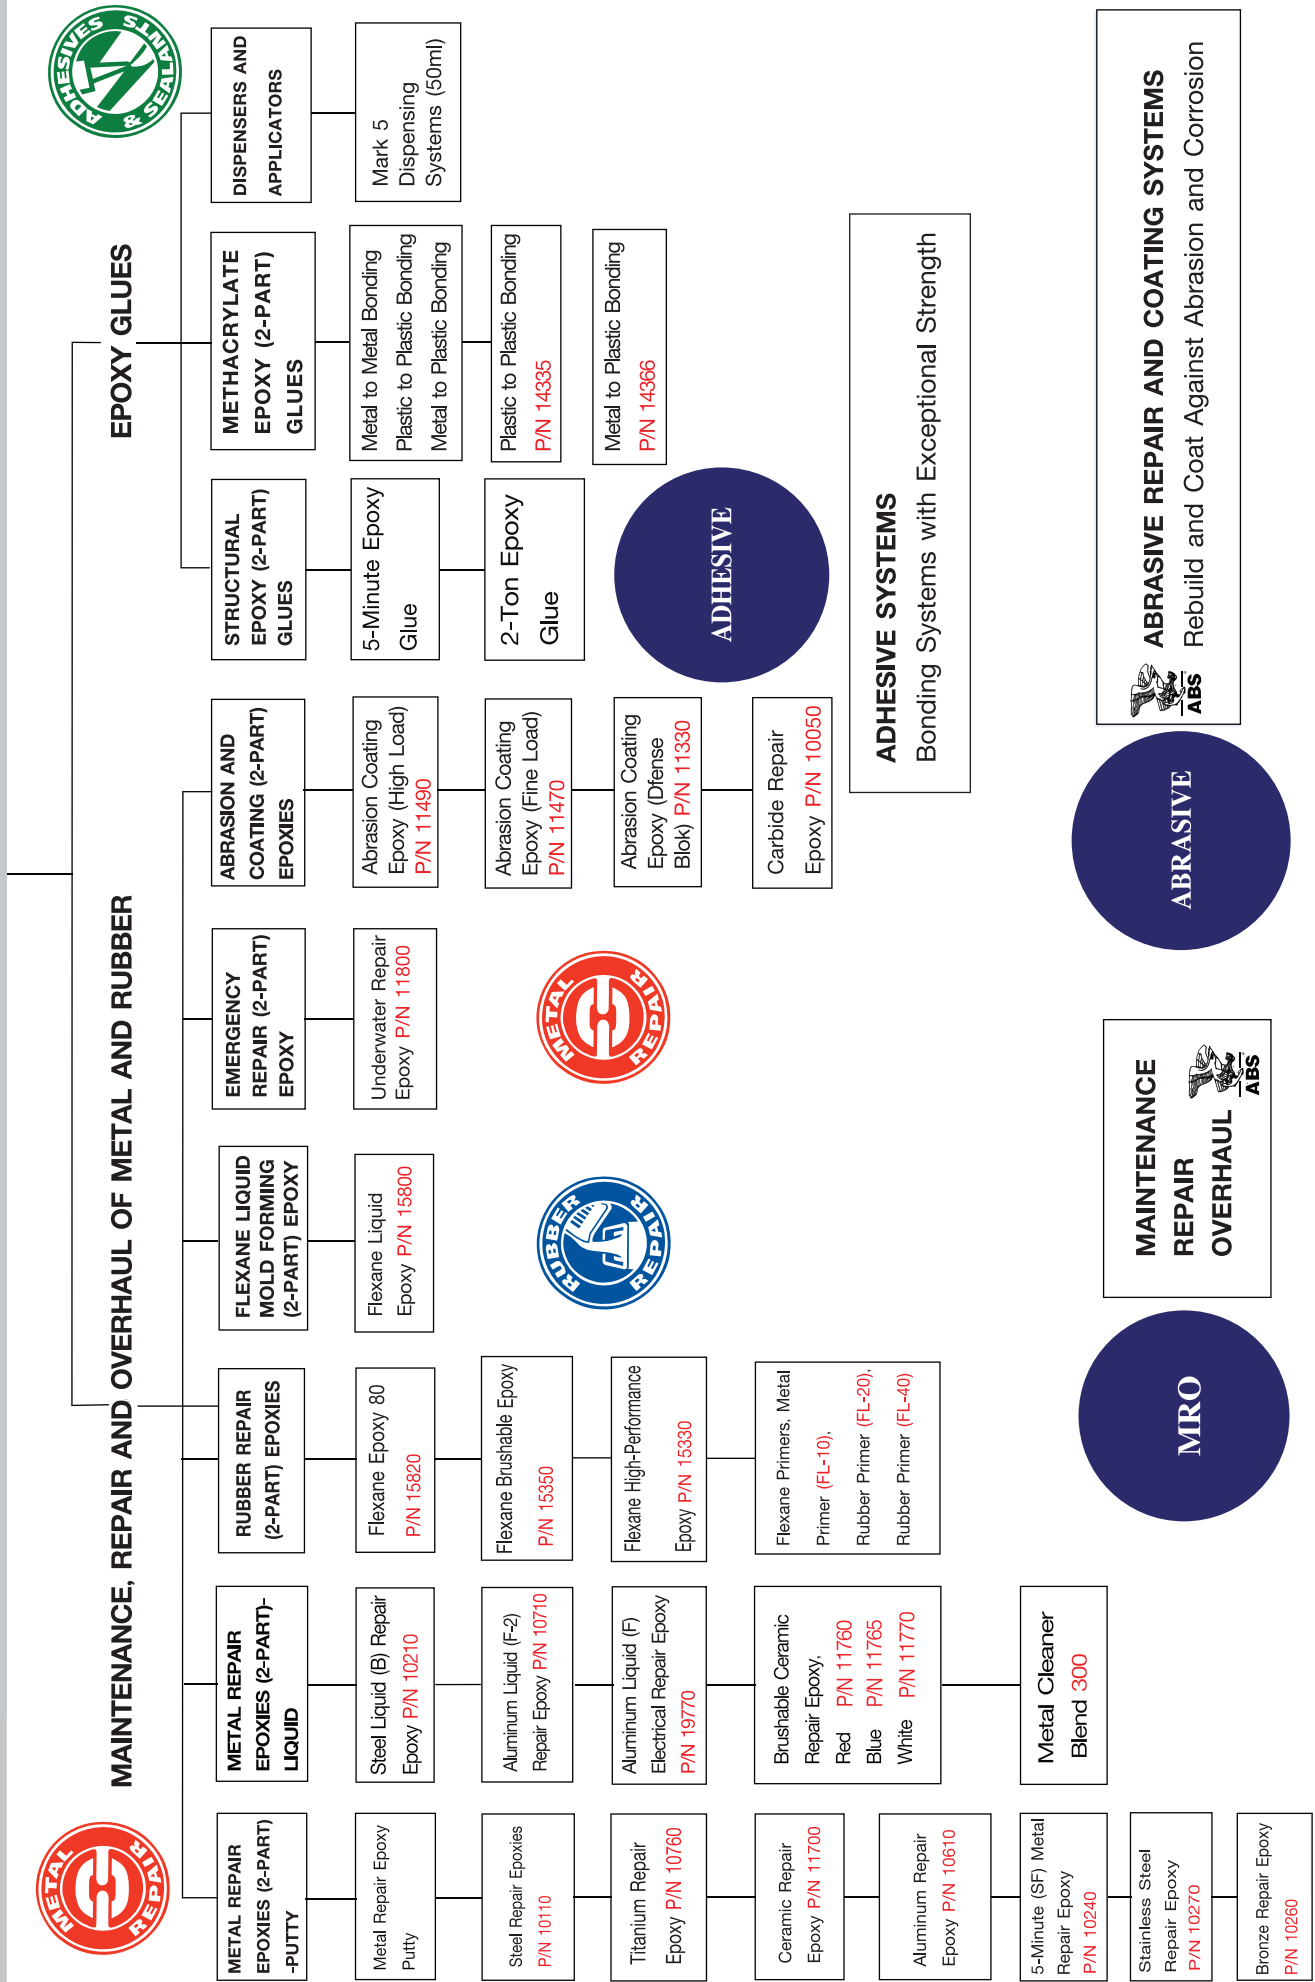 METAL
REPAIR
MAINTENANCE, REPAIR AND OVERHAUL OF METAL AND RUBBER
EPOXY GLUES
ADHESIVES
& SEALANTS
METAL REPAIR
EPOXIES (2-PART)
-PUTTY
Metal Repair Epoxy
Putty
Steel Repair Epoxies
P/N 10110
Titanium Repair
Epoxy P/N 10760
Ceramic Repair
Epoxy P/N 11700
Aluminum Repair
Epoxy P/N 10610
5-Minute (SF) Metal
Repair Epoxy
P/N 10240
Stainless Steel
Repair Epoxy
P/N 10270
Bronze Repair Epoxy
P/N 10260
METAL REPAIR
EPOXIES (2-PART)-
LIQUID
Steel Liquid (B) Repair
Epoxy P/N 10210
Aluminum Liquid (F-2)
Repair Epoxy P/N 10710
Aluminum Liquid (F)
Electrical Repair Epoxy
P/N 19770
Brushable Ceramic
Repair Epoxy,
Red P/N 11760
Blue P/N 11765
White P/N 11770
Metal Cleaner
Blend 300
RUBBER REPAIR
(2-PART) EPOXIES
Flexane Epoxy 80
P/N 15820
Flexane Brushable Epoxy
P/N 15350
Flexane High-Performance
Epoxy P/N 15330
Flexane Primers, Metal
Primer (FL-10),
Rubber Primer (FL-20),
Rubber Primer (FL-40)
FLEXANE LIQUID
MOLD FORMING
(2-PART) EPOXY
Flexane Liquid
Epoxy P/N 15800
RUBBER
REPAIR
EMERGENCY
REPAIR (2-PART)
EPOXY
Underwater Repair
Epoxy P/N 11800
METAL
REPAIR
ABRASION AND
COATING (2-PART)
EPOXIES
Abrasion Coating
Epoxy (High Load)
P/N 11490
Abrasion Coating
Epoxy (Fine Load)
P/N 11470
Abrasion Coating
Epoxy (Dfense
Blok) P/N 11330
Carbide Repair
Epoxy P/N 10050
STRUCTURAL
EPOXY (2-PART)
GLUES
5-Minute Epoxy
Glue
2-Ton Epoxy
Glue
METHACRYLATE
EPOXY (2-PART)
GLUES
Metal to Metal Bonding
Plastic to Plastic Bonding
Metal to Plastic Bonding
Plastic to Plastic Bonding
P/N 14335
Metal to Plastic Bonding
P/N 14366
DISPENSERS AND
APPLICATORS
Mark 5
Dispensing
Systems (50ml)
ADHESIVE
ADHESIVE SYSTEMS
Bonding Systems with Exceptional Strength
MRO
MAINTENANCE
REPAIR
OVERHAUL
ABS
ABRASIVE
ABS
ABRASIVE REPAIR AND COATING SYSTEMS
Rebuild and Coat Against Abrasion and Corrosion